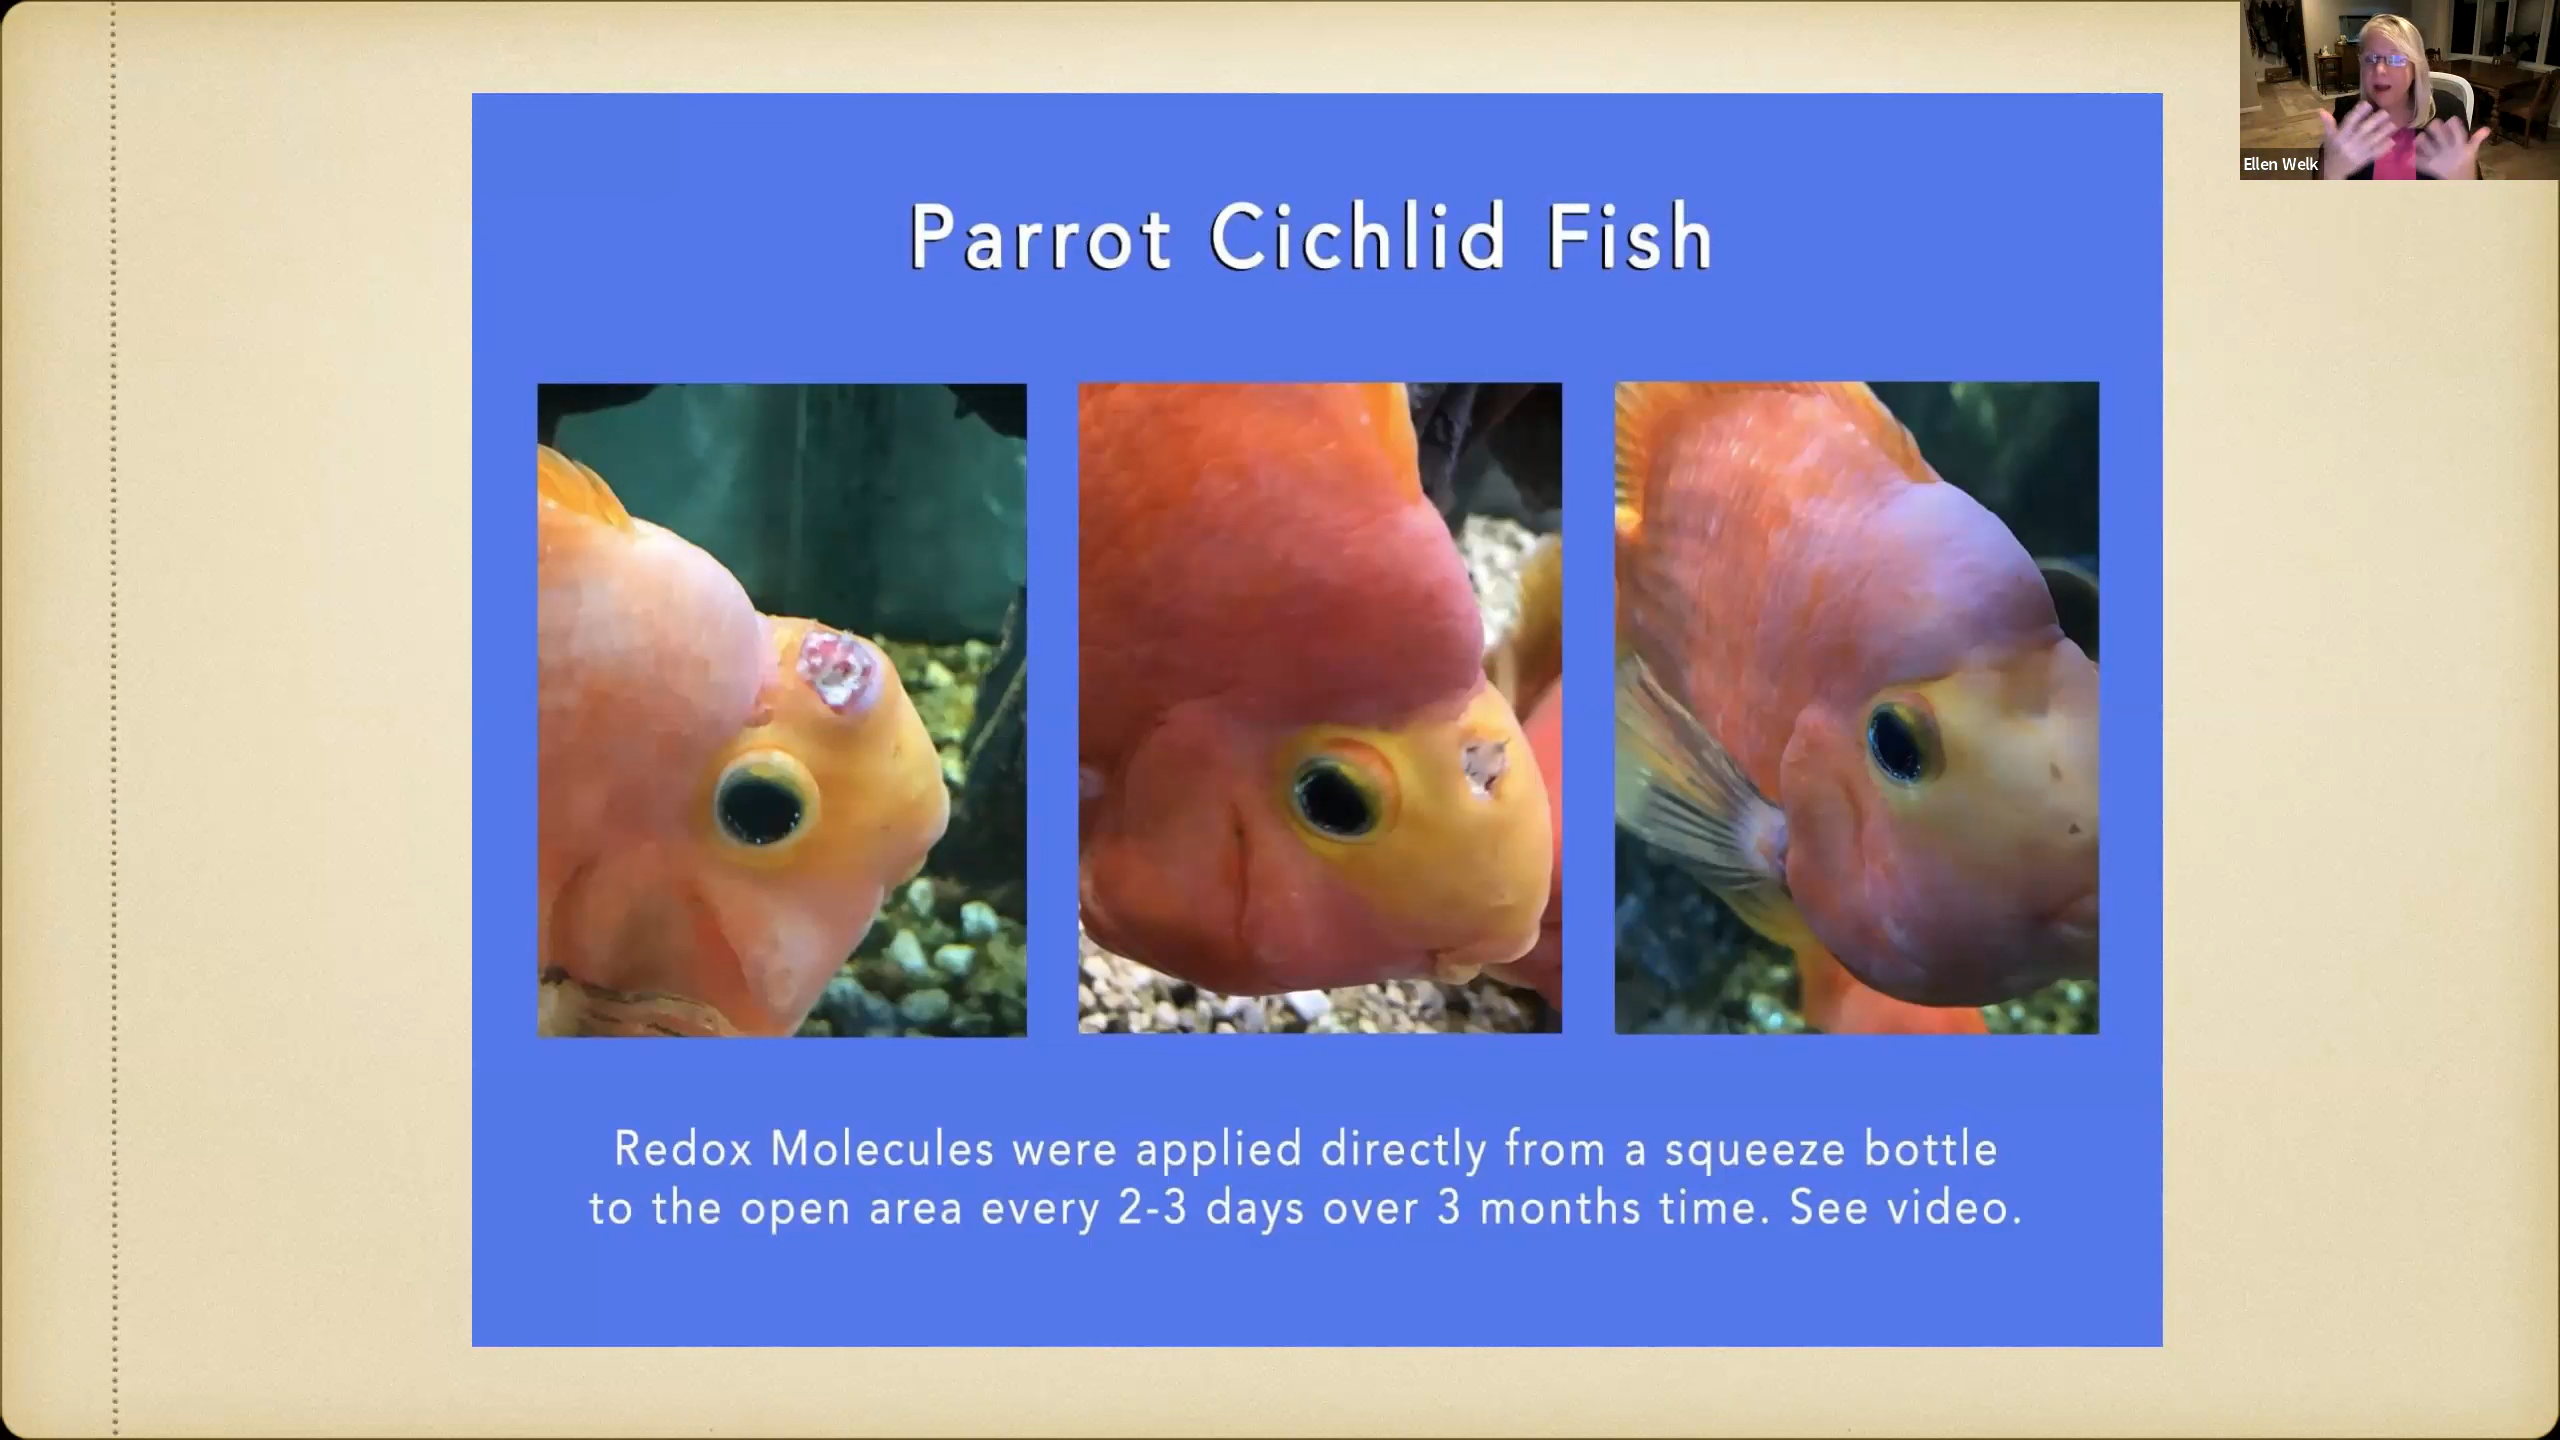 Ellen Welk
Parrot Cichlid Fish
Redox Molecules were applied directly from a squeeze bottle
to the open area every 2-3 days over 3 months time. See video.